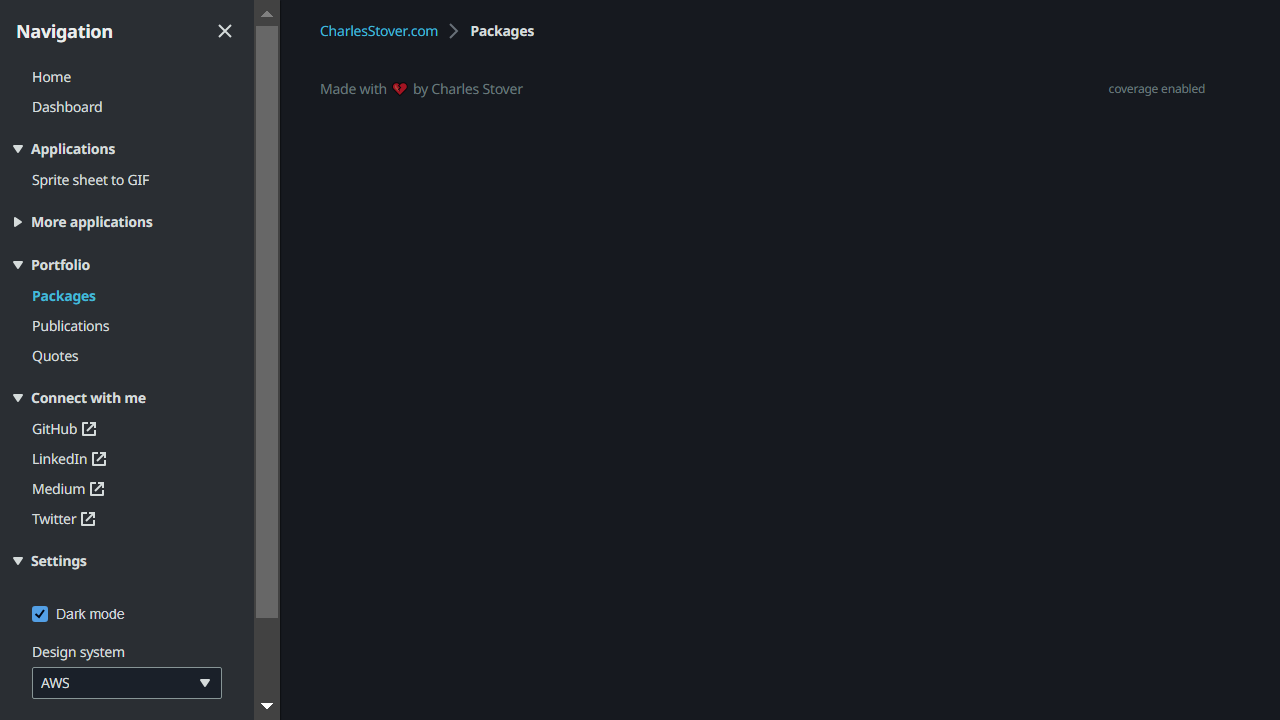 Navigation
Home
Dashboard
Applications
Sprite sheet to GIF
More applications
Portfolio
Packages
Publications
Quotes
Connect with me
GitHub
LinkedIn
Medium
Twitter
Settings
Dark mode
Design system
AWS
CharlesStover.com > Packages
Made with 💔 by Charles Stover
coverage enabled